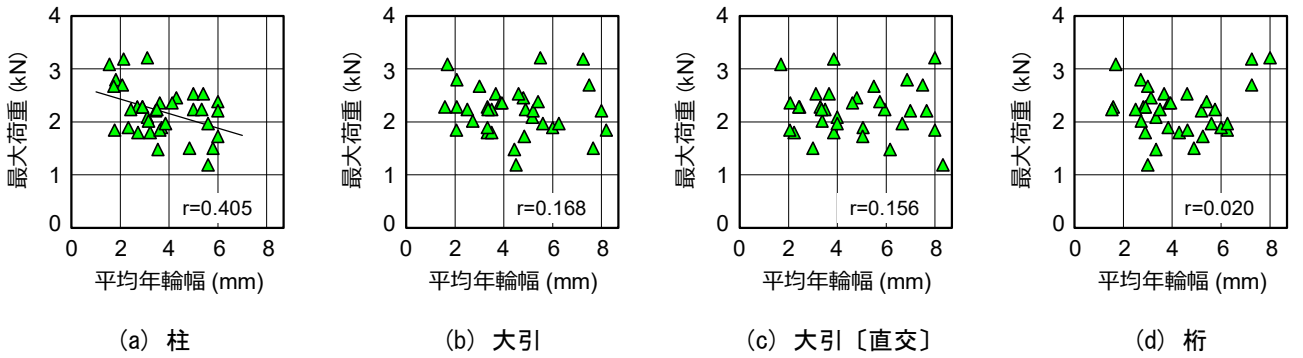 最大荷重 (kN)
4
3
2
1
0
r=0.405
0 2 4 6 8
平均年輪幅 (mm)
(a) 柱
最大荷重 (kN)
4
3
2
1
0
r=0.168
0 2 4 6 8
平均年輪幅 (mm)
(b) 大引
最大荷重 (kN)
4
3
2
1
0
r=0.156
0 2 4 6 8
平均年輪幅 (mm)
(c) 大引〔直交〕
最大荷重 (kN)
4
3
2
1
0
r=0.020
0 2 4 6 8
平均年輪幅 (mm)
(d) 桁